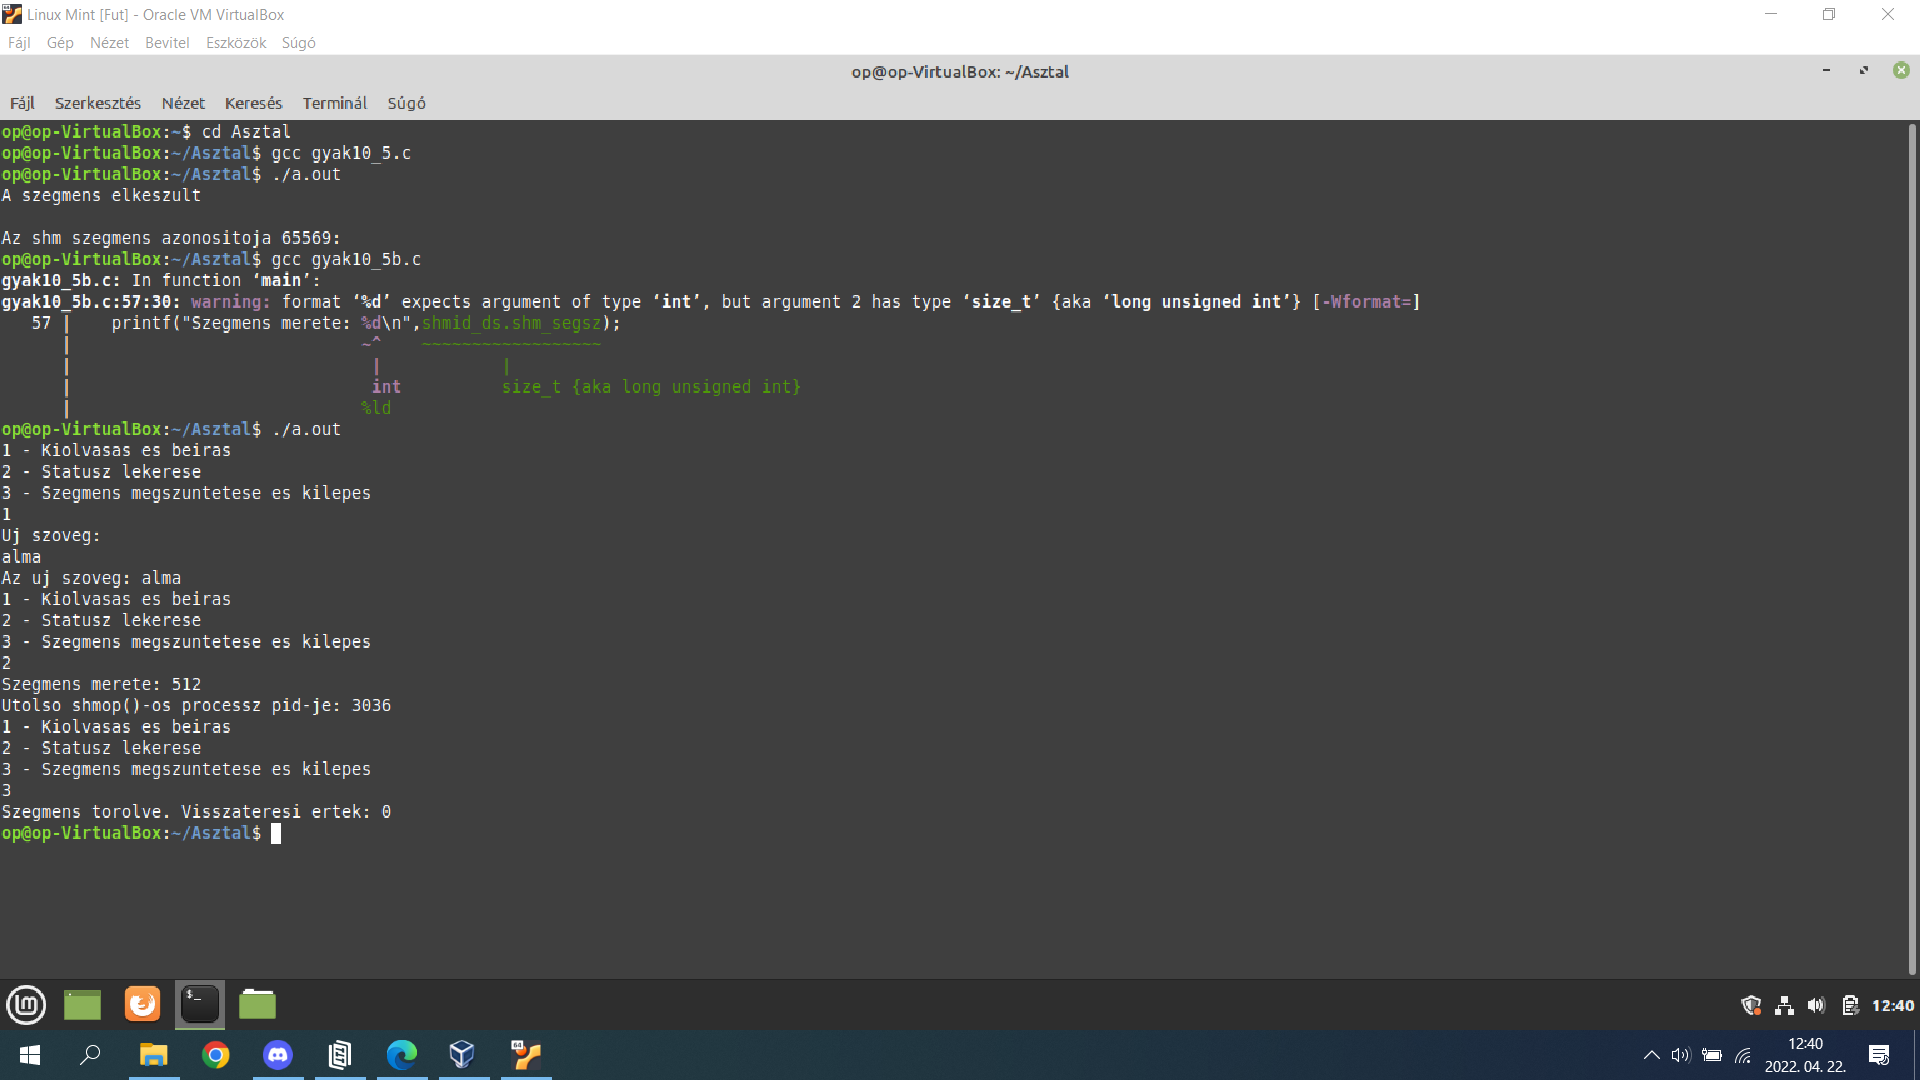 Linux Mint [Fut] - Oracle VM VirtualBox
Fájl Gép Nézet Bevitel Eszközök Súgó
op@op-VirtualBox: ~/Asztal
Fájl Szerkesztés Nézet Keresés Terminál Súgó
op@op-VirtualBox:~$ cd Asztal
op@op-VirtualBox:~/Asztal$ gcc gyak10_5.c
op@op-VirtualBox:~/Asztal$ ./a.out
A szegmens elkeszult
Az shm szegmens azonositoja 65569:
op@op-VirtualBox:~/Asztal$ gcc gyak10_5b.c
gyak10_5b.c: In function ‘main’:
gyak10_5b.c:57:30: warning: format ‘%d’ expects argument of type ‘int’, but argument 2 has type ‘size_t’ {aka ‘long unsigned int’} [-Wformat=]
57 | printf("Szegmens merete: %d\n",shmid_ds.shm_segsz);
| ~^ ~~~~~~~~~~~~~~~~~~
| | |
| int size_t {aka long unsigned int}
| %ld
op@op-VirtualBox:~/Asztal$ ./a.out
1 - Kiolvasas es beiras
2 - Statusz lekerese
3 - Szegmens megszuntetese es kilepes
1
Uj szoveg:
alma
Az uj szoveg: alma
1 - Kiolvasas es beiras
2 - Statusz lekerese
3 - Szegmens megszuntetese es kilepes
2
Szegmens merete: 512
Utolso shmop()-os processz pid-je: 3036
1 - Kiolvasas es beiras
2 - Statusz lekerese
3 - Szegmens megszuntetese es kilepes
3
Szegmens torolve. Visszateresi ertek: 0
op@op-VirtualBox:~/Asztal$
12:40
12:40
2022. 04. 22.